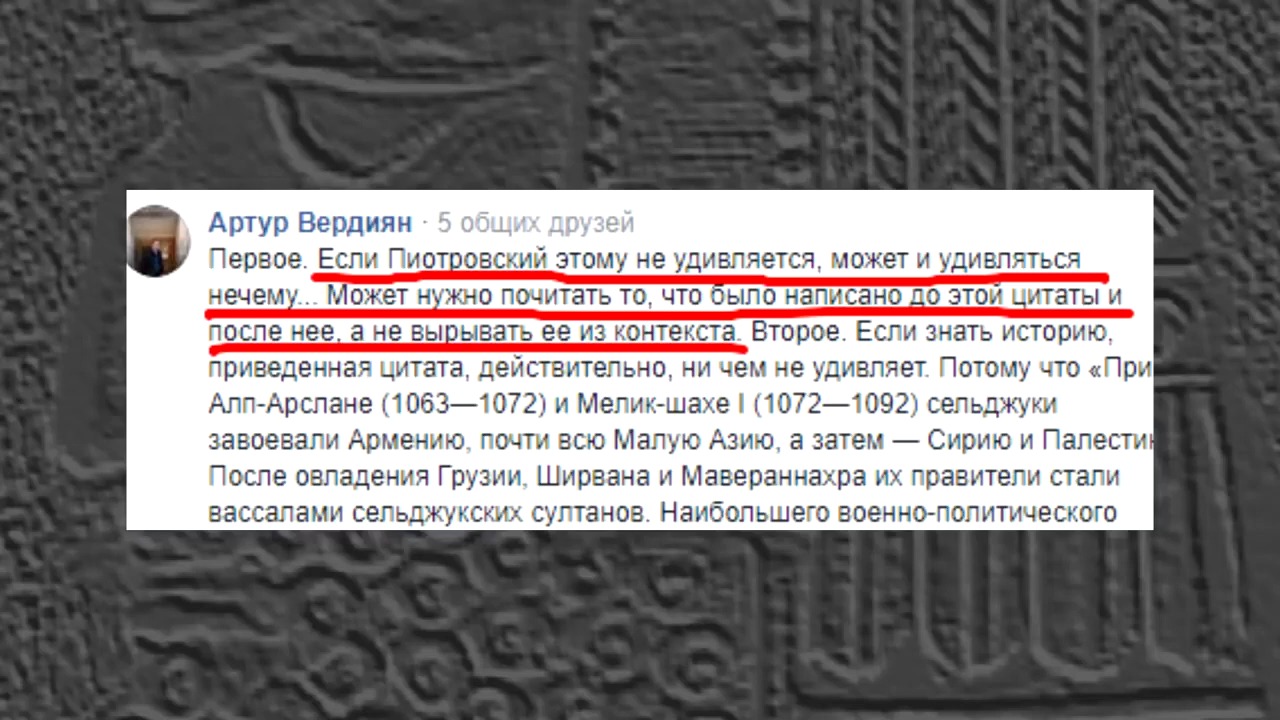 Артур Вердиян · 5 общих друзей
Первое. Если Пиотровский этому не удивляется, может и удивляться
нечему... Может нужно почитать то, что было написано до этой цитаты и
после нее, а не вырывать ее из контекста. Второе. Если знать историю,
приведенная цитата, действительно, ни чем не удивляет. Потому что «При
Алп-Арслане (1063—1072) и Мелик-шахе I (1072—1092) сельджуки
завоевали Армению, почти всю Малую Азию, а затем — Сирию и
После овладения Грузии, Ширвана и Мавераннахра их правители стали
вассалами сельджукских султанов. Наибольшего военно-политического